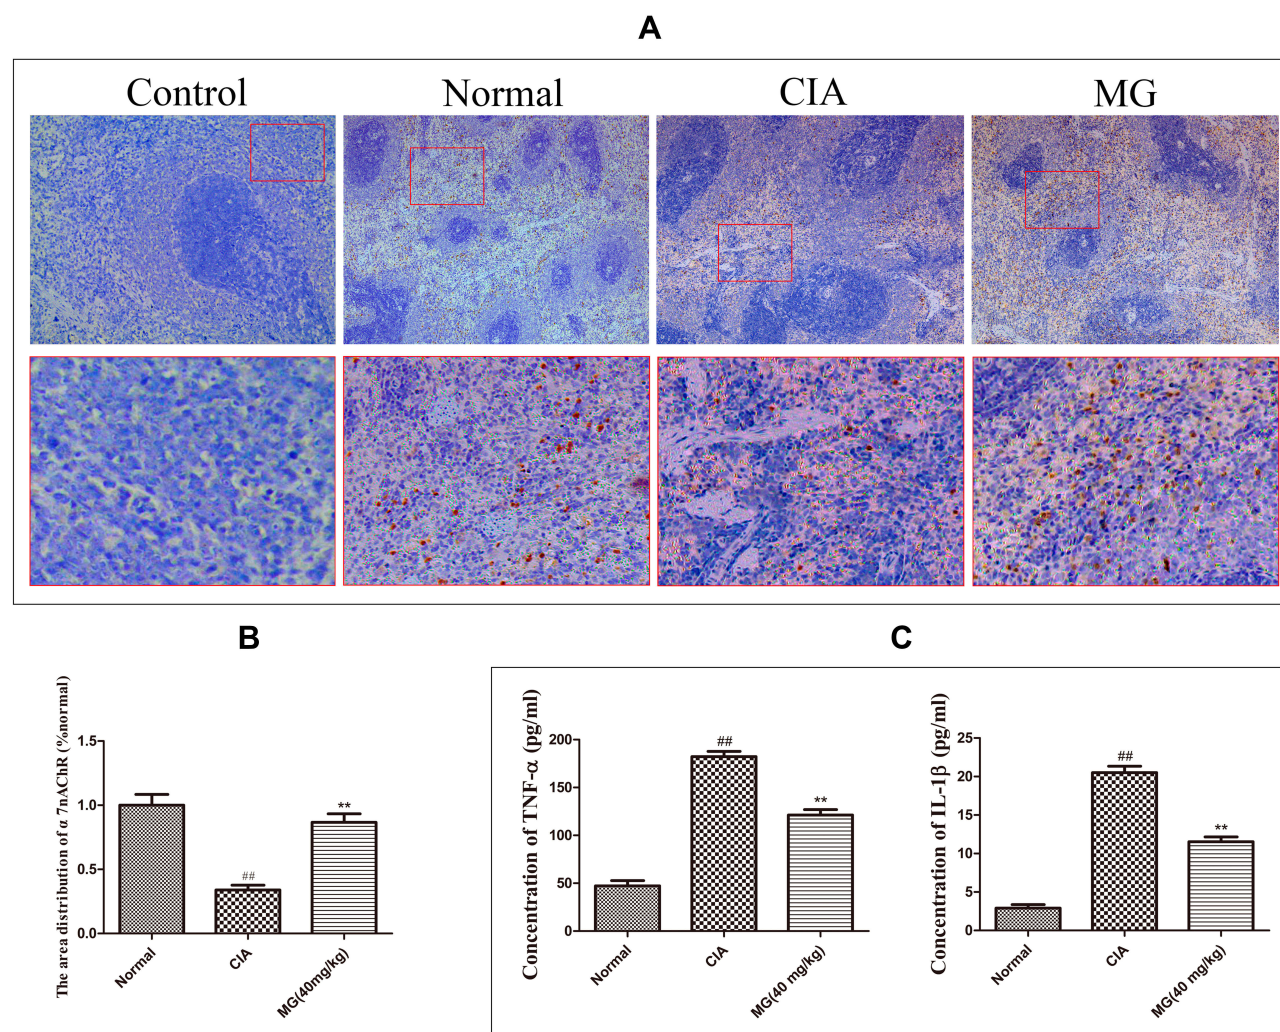 A
Control Normal CIA MG
B
The area distribution of α 7nAChR (%normal)
1.5
1.0
0.5
0.0
##
**
Normal CIA MG(40mg/kg)
C
Concentration of TNF-α (pg/ml)
200
150
100
50
0
##
**
Normal CIA MG(40 mg/kg)
Concentration of IL-1β (pg/ml)
25
20
15
10
5
0
##
**
Normal CIA MG(40 mg/kg)